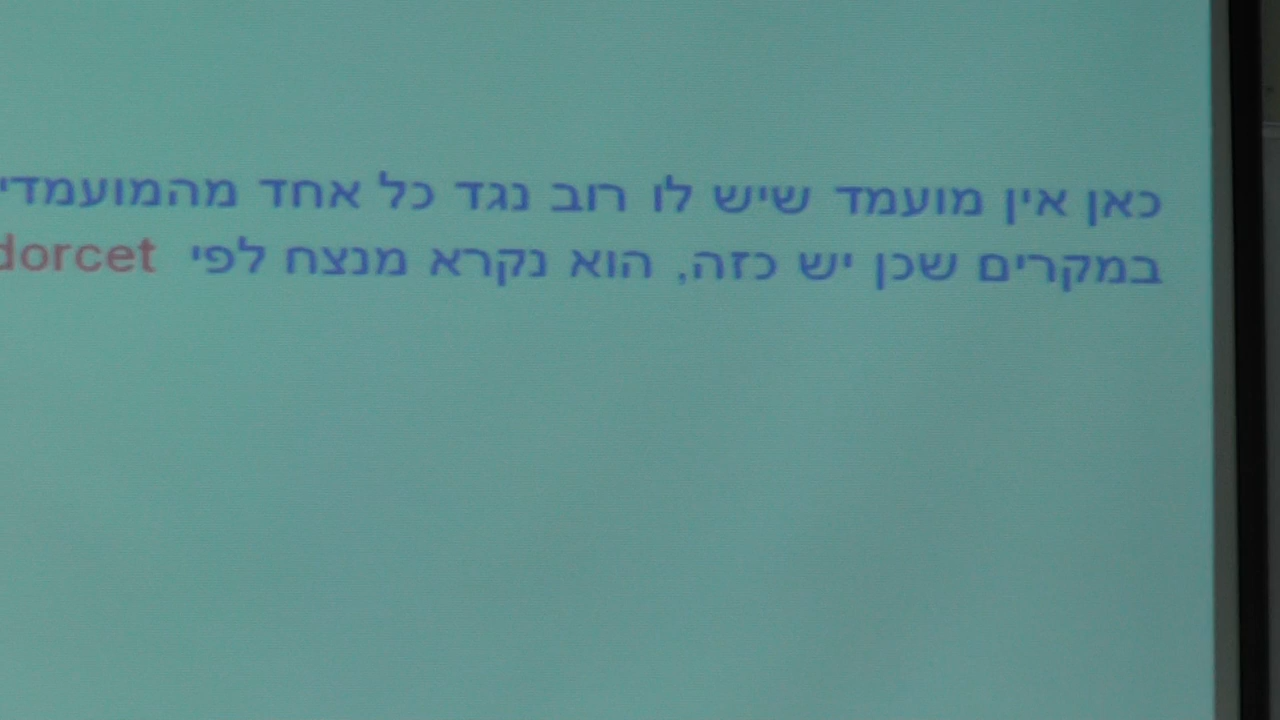 כאן אין מועמד שיש לו רוב נגד כל אחד מהמועמדי
במקרים שכן יש כזה, הוא נקרא מנצח לפי dorcet